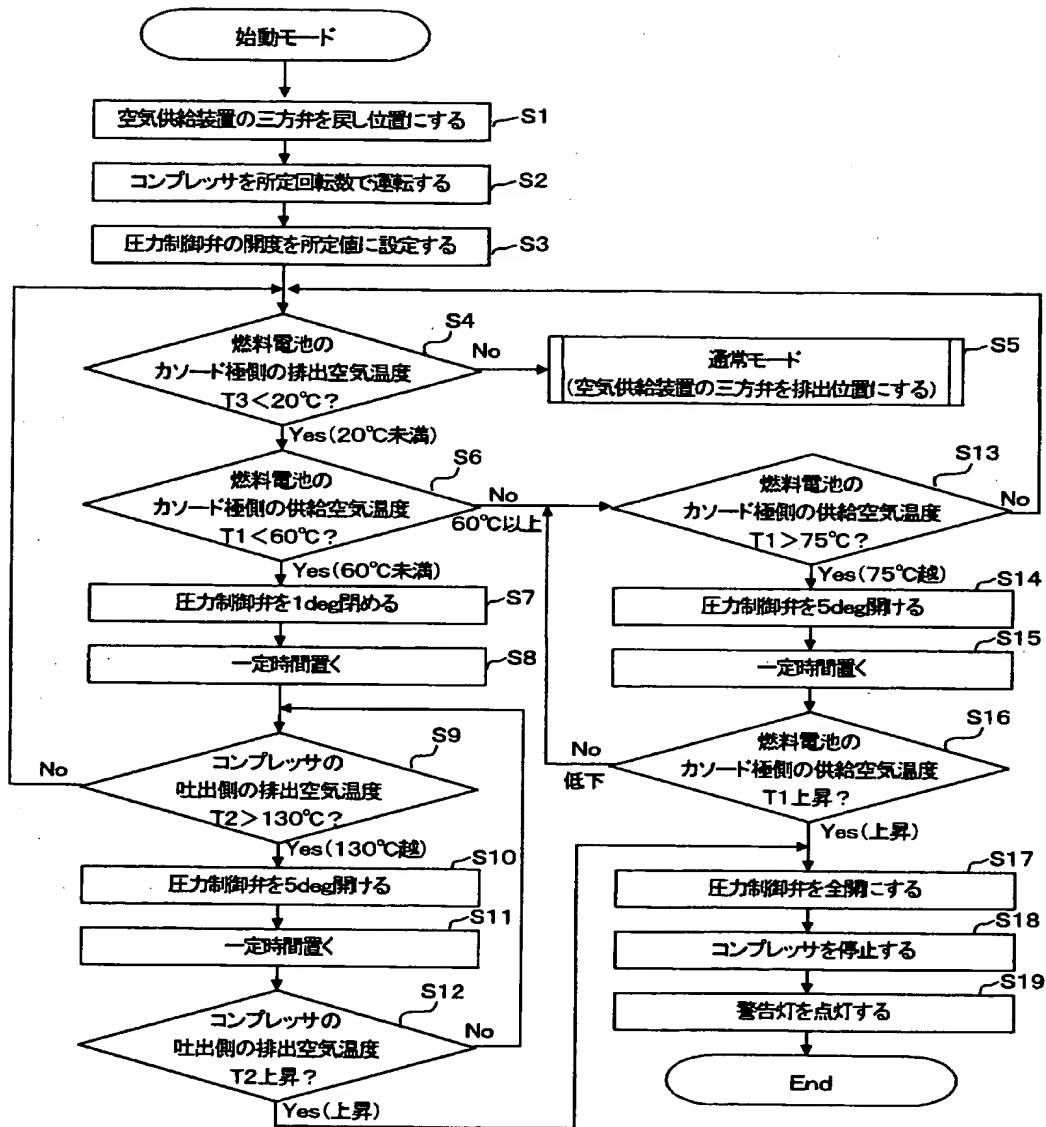 始動モード
空気供給装置の三方弁を戻し位置にする
S1
コンプレッサを所定回転数で運転する
S2
圧力制御弁の開度を所定値に設定する
S3
S4
燃料電池の
カソード極側の排出空気温度
T3<20℃?
No
通常モード
(空気供給装置の三方弁を排出位置にする)
S5
Yes(20℃未満)
S6
燃料電池の
カソード極側の供給空気温度
T1<60℃?
No
60℃以上
Yes(60℃未満)
圧力制御弁を1deg閉める
S7
一定時間置く
S8
S9
コンプレッサの
吐出側の排出空気温度
T2>130℃?
No
Yes(130℃越)
S10
圧力制御弁を5deg開ける
S11
一定時間置く
S12
コンプレッサの
吐出側の排出空気温度
T2上昇?
No
Yes(上昇)
S13
燃料電池の
カソード極側の供給空気温度
T1>75℃?
No
Yes(75℃越)
S14
圧力制御弁を5deg開ける
S15
一定時間置く
S16
燃料電池の
カソード極側の供給空気温度
T1上昇?
No
低下
Yes(上昇)
S17
圧力制御弁を全開にする
S18
コンプレッサを停止する
S19
警告灯を点灯する
End